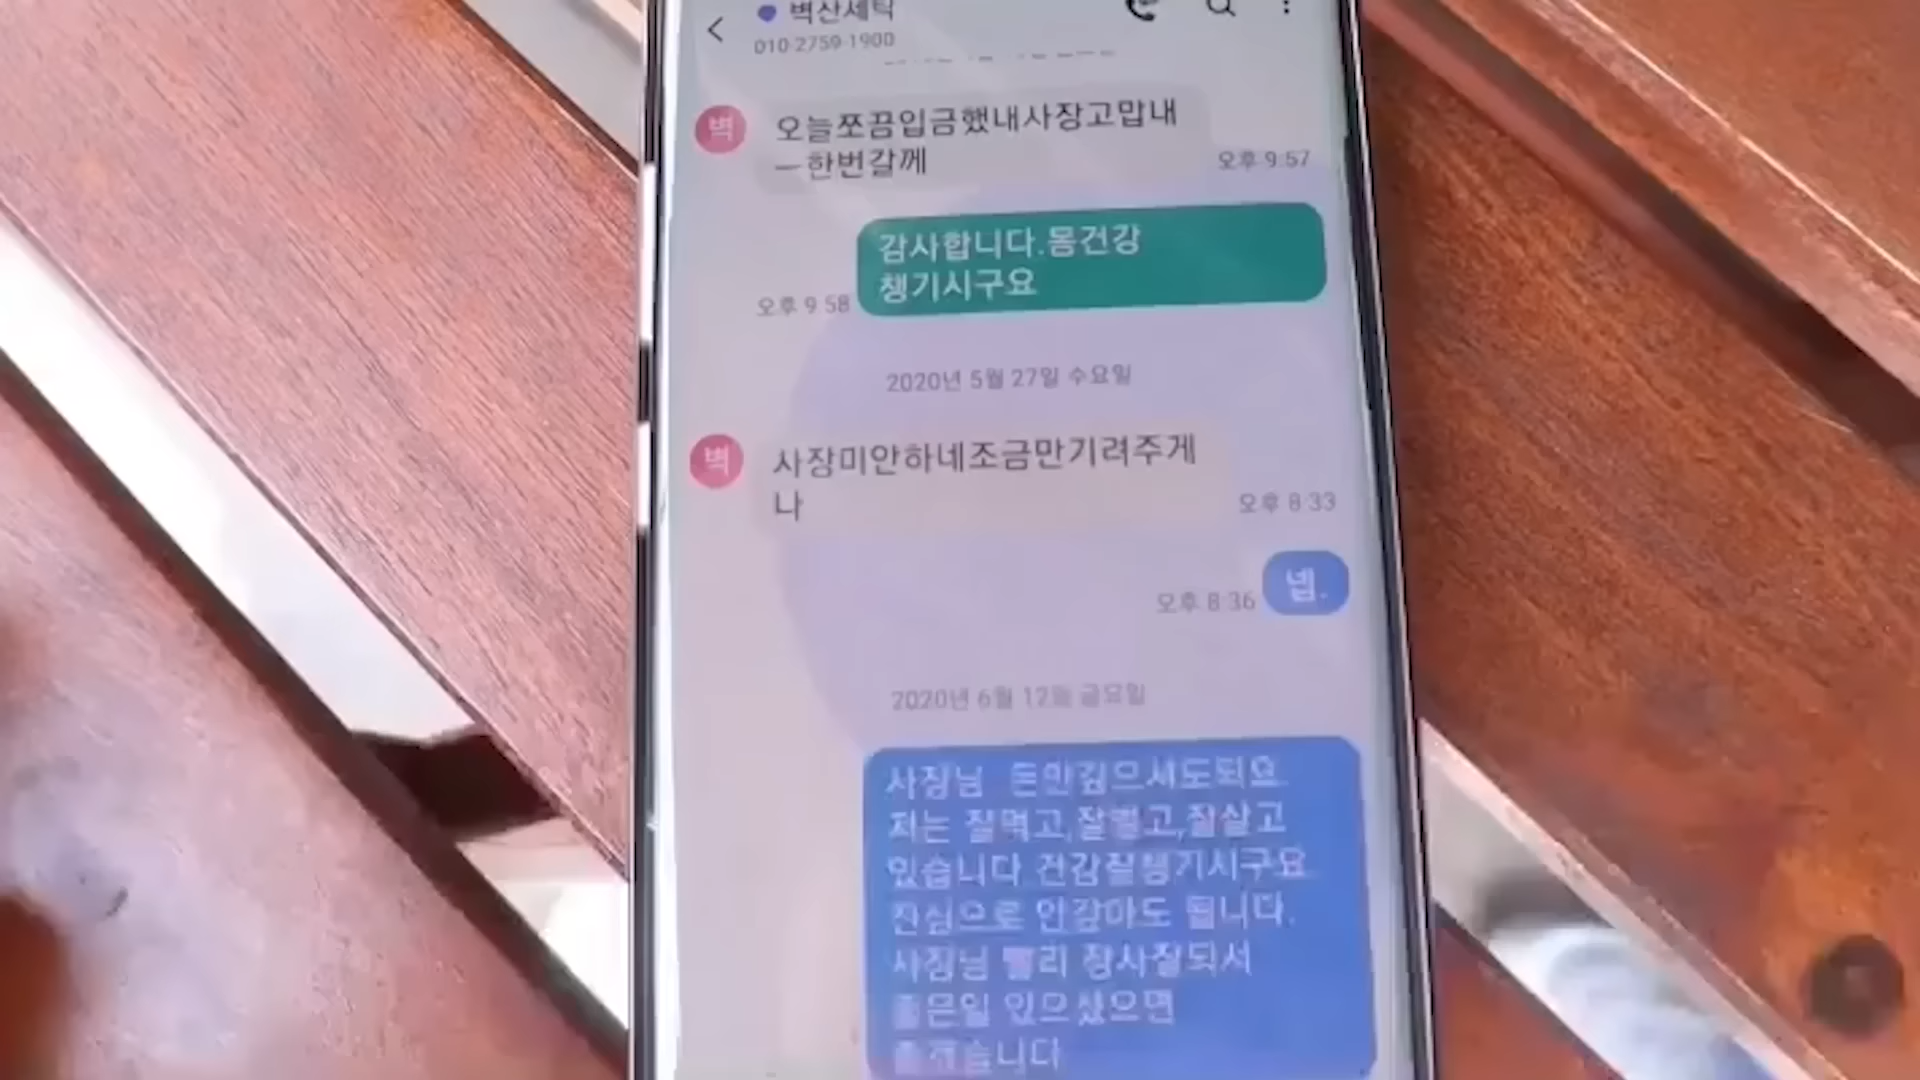 벽산세탁
010-2759-1900
벽
오늘쪼끔입금했내사장고맙내
ㅡ한번갈께
오후 9:57
감사합니다.몸건강
챙기시구요
오후 9:58
2020년 5월 27일 수요일
벽
사장미안하네조금만기려주게
나
오후 8:33
넵.
오후 8:36
2020년 6월 12일 금요일
사장님
저는 잘먹고,잘벌고,잘살고
있습니다 건강잘챙기시구요
진심으로 안갚아도 됩니다.
사장님 빨리 장사잘되서
좋은일 있으셨으면
좋겠습니다